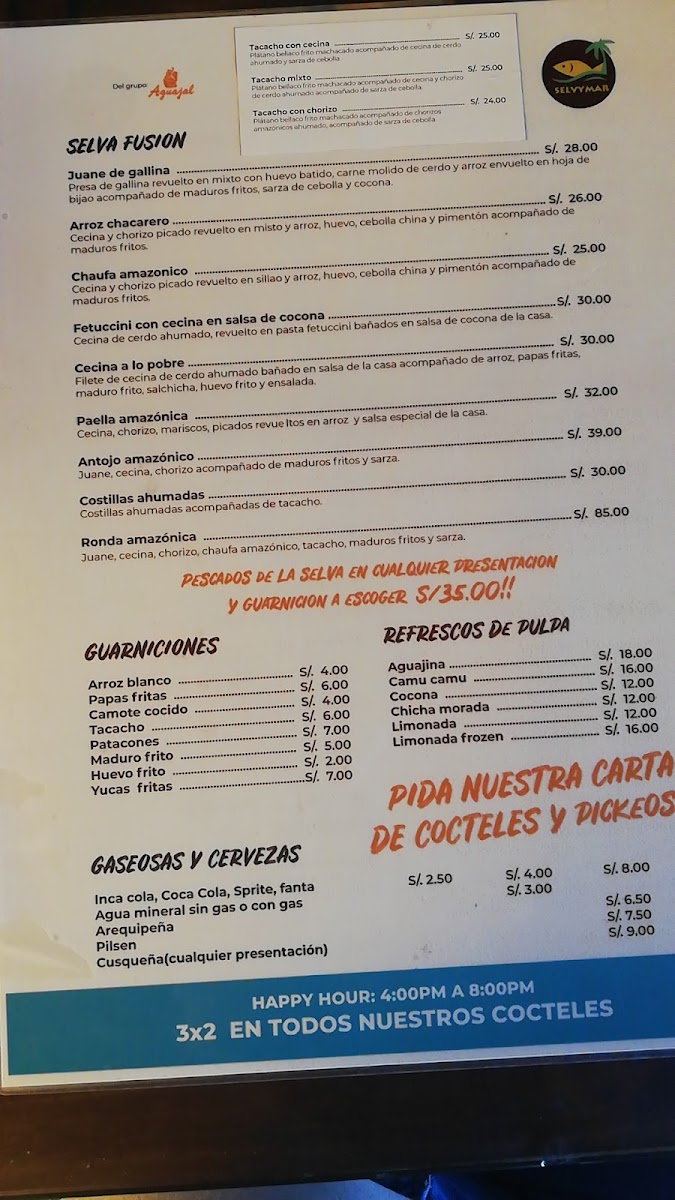 Del grupo: Aguajal
Tacacho con cecina S/. 25.00
Plátano bellaco frito machacado acompañado de cecina de cerdo
ahumado y sarza de cebolla.
Tacacho mixto S/. 25.00
Plátano bellaco frito machacado acompañado de cecina y chorizo
de cerdo ahumado acompañado de sarza de cebolla.
Tacacho con chorizo S/. 24.00
Plátano bellaco frito machacado acompañado de chorizos
amazónicos ahumado, acompañado de sarza de cebolla
SELVYMAR
SELVA FUSION
Juane de gallina S/. 28.00
Presa de gallina revuelto en mixto con huevo batido, carne molido de cerdo y arroz envuelto en hoja de
bijao acompañado de maduros fritos, sarza de cebolla y cocona.
Arroz chacarero S/. 26.00
Cecina y chorizo picado revuelto en misto y arroz, huevo, cebolla china y pimentón acompañado de
maduros fritos.
Chaufa amazonico S/. 25.00
Cecina y chorizo picado revuelto en sillao y arroz, huevo, cebolla china y pimentón acompañado de
maduros fritos.
Fetuccini con cecina en salsa de cocona S/. 30.00
Cecina de cerdo ahumado, revuelto en pasta fetuccini bañados en salsa de cocona de la casa.
Cecina a lo pobre S/. 30.00
Filete de cecina de cerdo ahumado bañado en salsa de la casa acompañado de arroz, papas fritas,
maduro frito, salchicha, huevo frito y ensalada.
Paella amazónica S/. 32.00
Cecina, chorizo, mariscos, picados revueltos en arroz y salsa especial de la casa.
Antojo amazónico S/. 39.00
Juane, cecina, chorizo acompañado de maduros fritos y sarza.
Costillas ahumadas S/. 30.00
Costillas ahumadas acompañadas de tacacho.
Ronda amazónica S/. 85.00
Juane, cecina, chorizo, chaufa amazónico, tacacho, maduros fritos y sarza.
PESCADOS DE LA SELVA EN CUALQUIER PRESENTACION
Y GUARNICION A ESCOGER S/35.00!!
GUARNICIONES
Arroz blanco S/. 4.00
Papas fritas S/. 6.00
Camote cocido S/. 4.00
Tacacho S/. 6.00
Patacones S/. 7.00
Maduro frito S/. 5.00
Huevo frito S/. 2.00
Yucas fritas S/. 7.00
REFRESCOS DE PULPA
Aguajina S/. 18.00
Camu camu S/. 16.00
Cocona S/. 12.00
Chicha morada S/. 12.00
Limonada S/. 12.00
Limonada frozen S/. 16.00
PIDA NUESTRA CARTA
DE COCTELES Y PICKEOS
GASEOSAS Y CERVEZAS
Inca cola, Coca Cola, Sprite, fanta S/. 2.50 S/. 4.00 S/. 8.00
Agua mineral sin gas o con gas S/. 3.00
Arequipeña S/. 6.50
Pilsen S/. 7.50
Cusqueña(cualquier presentación) S/. 9.00
HAPPY HOUR: 4:00PM A 8:00PM
3x2 EN TODOS NUESTROS COCTELES